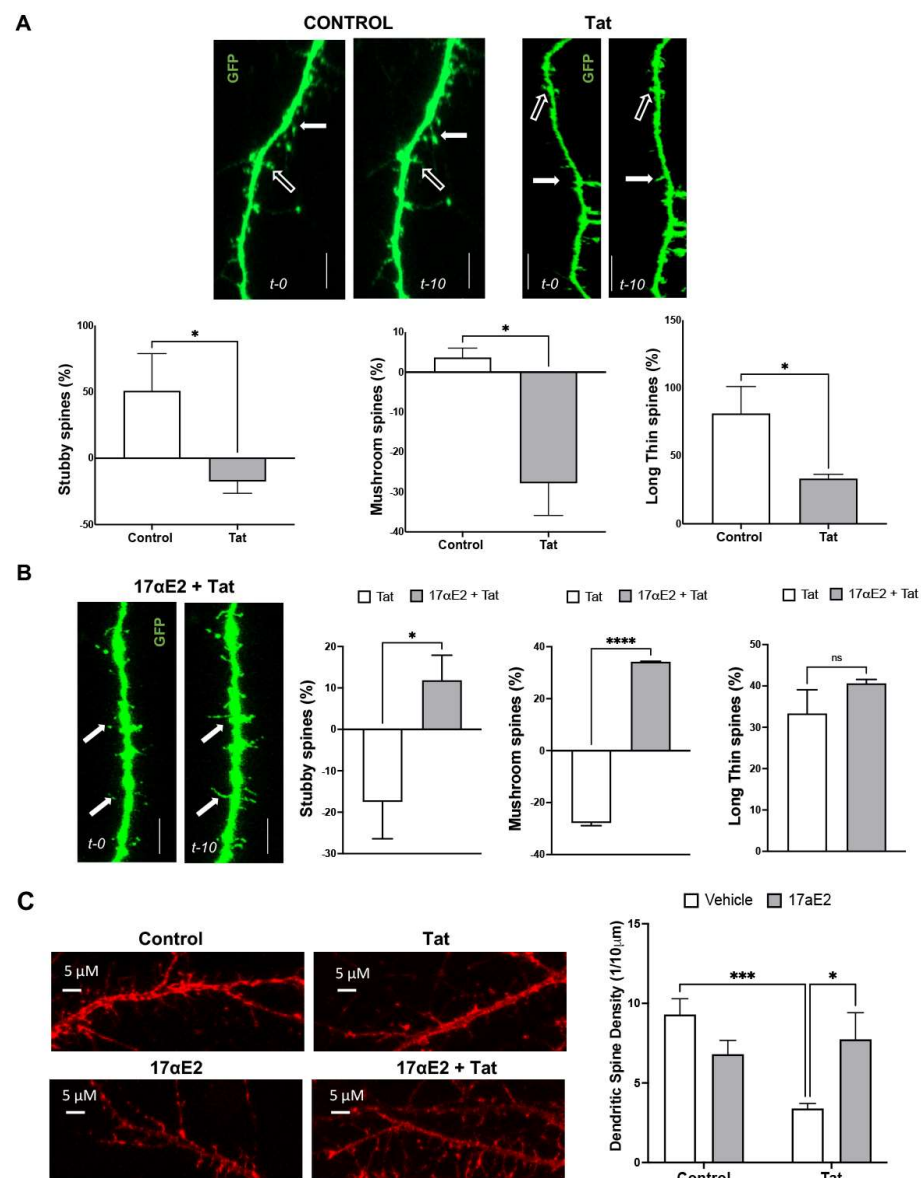 A
CONTROL Tat
GFP GFP
t-0 t-10 t-0 t-10
Stubby spines (%)
100
50
0
-50
*
Control Tat
Mushroom spines (%)
10
0
-10
-20
-30
-40
*
Control Tat
Long Thin spines (%)
150
100
50
0
*
Control Tat
B
17αE2 + Tat
GFP
t-0 t-10
Tat 17αE2 + Tat
Stubby spines (%)
20
10
0
-10
-20
-30
*
Tat 17αE2 + Tat
Mushroom spines (%)
40
20
0
-20
-40
****
Tat 17αE2 + Tat
Long Thin spines (%)
50
40
30
20
10
0
ns
C
Control Tat
5 µM 5 µM
17αE2 17αE2 + Tat
5 µM 5 µM
Vehicle 17aE2
Dendritic Spine Density (1/10µm)
15
10
5
0
*** *
Control Tat